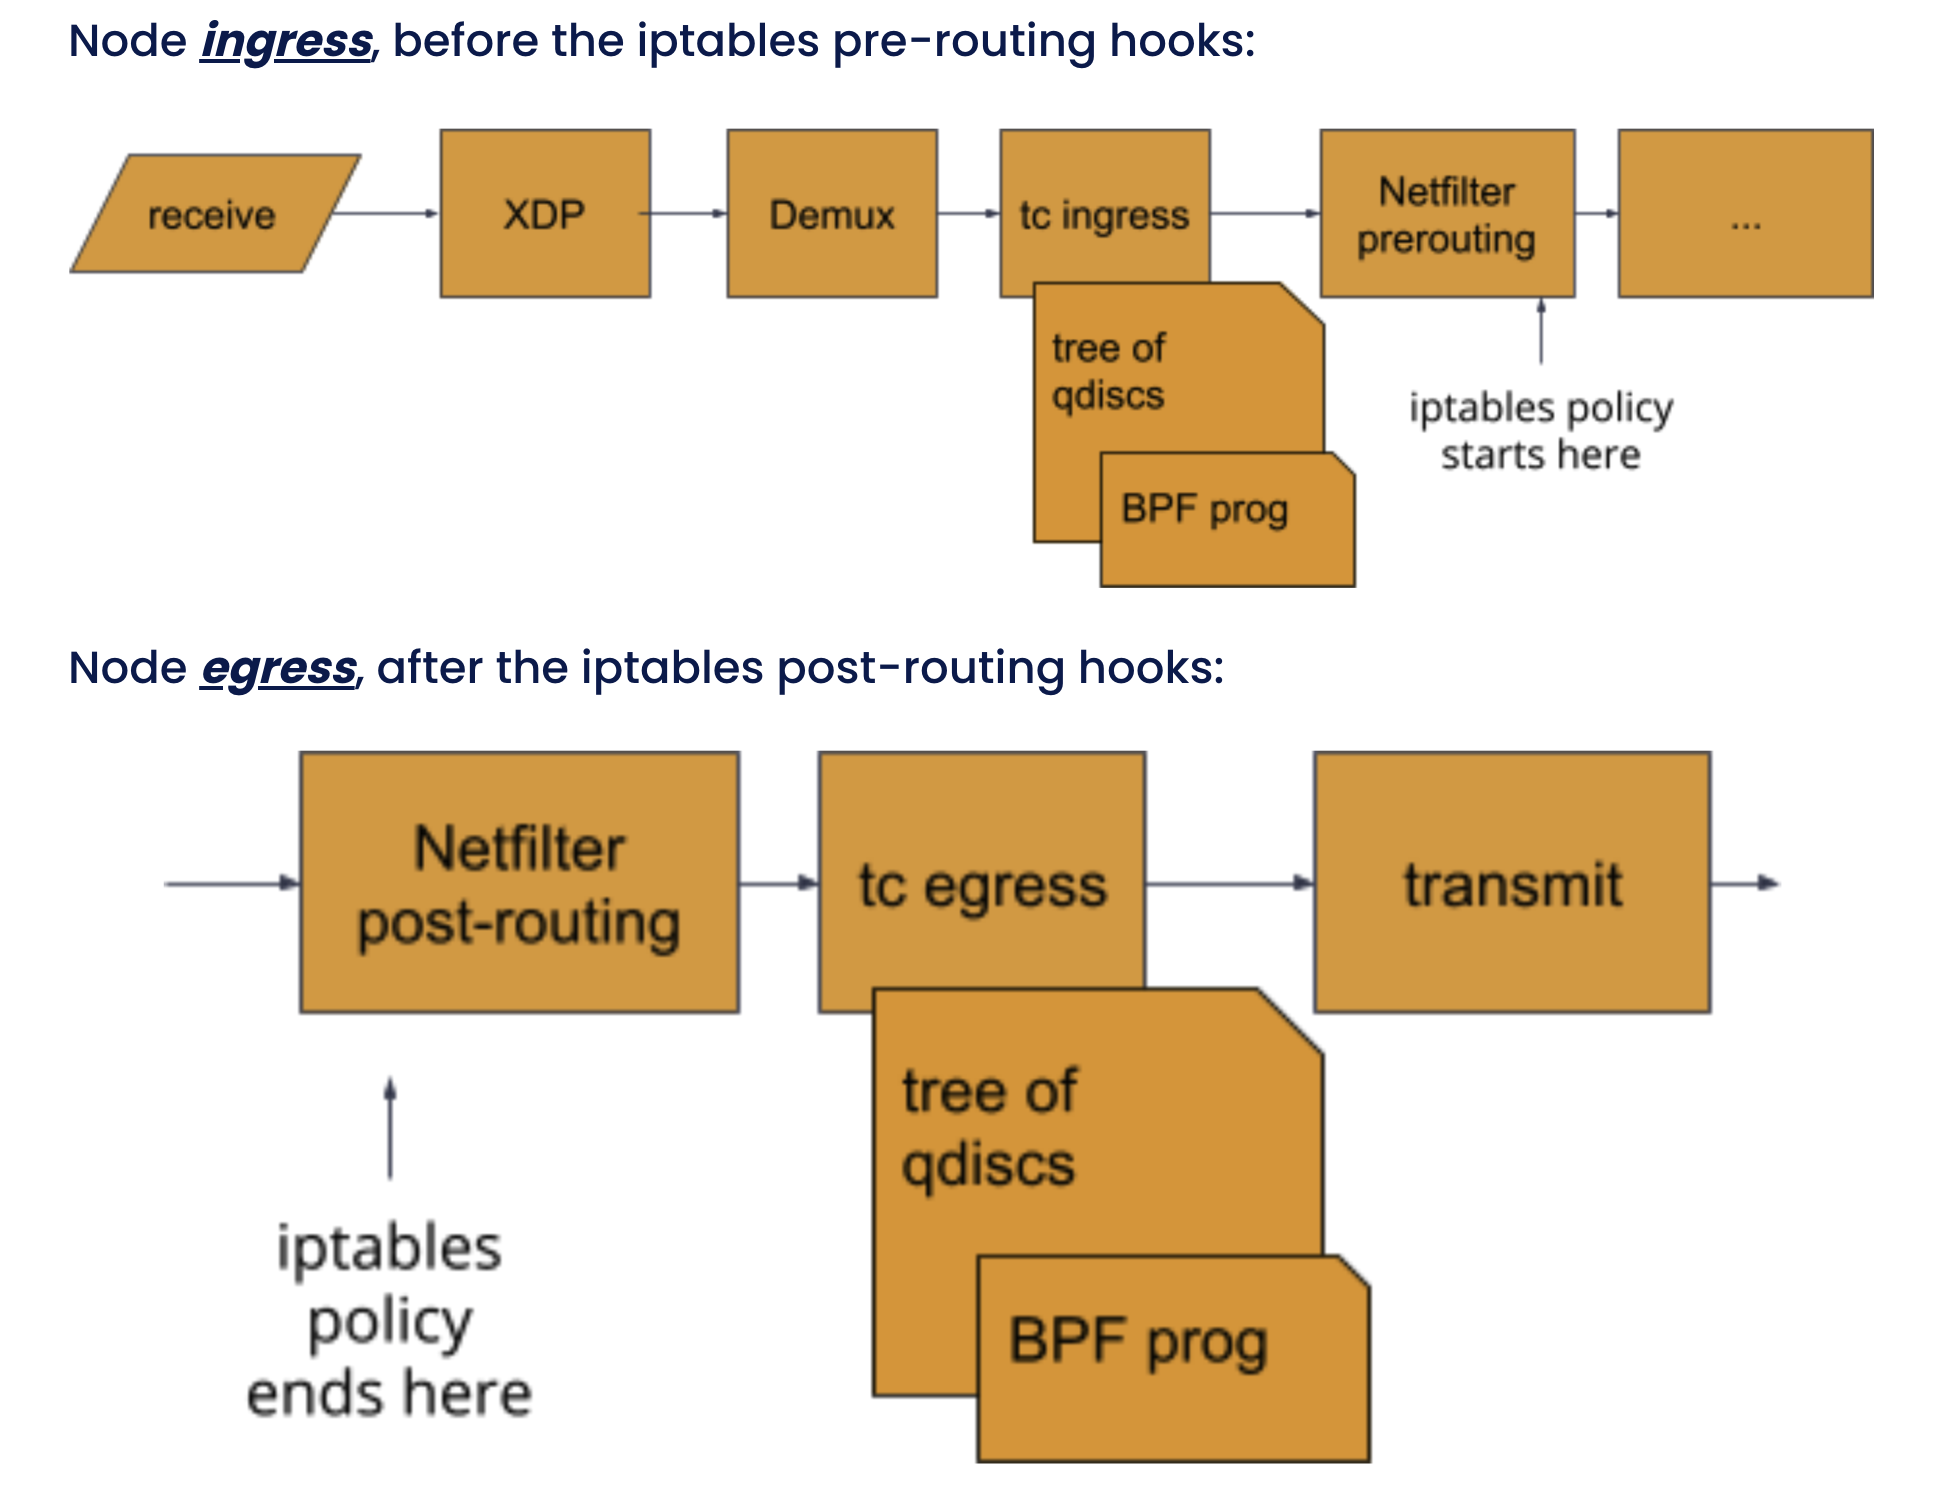 Node ingress, before the iptables pre-routing hooks:
receive
XDP
Demux
tc ingress
Netfilter
prerouting
...
tree of
qdiscs
BPF prog
iptables policy
starts here
Node egress, after the iptables post-routing hooks:
Netfilter
post-routing
tc egress
transmit
tree of
qdiscs
BPF prog
iptables
policy
ends here